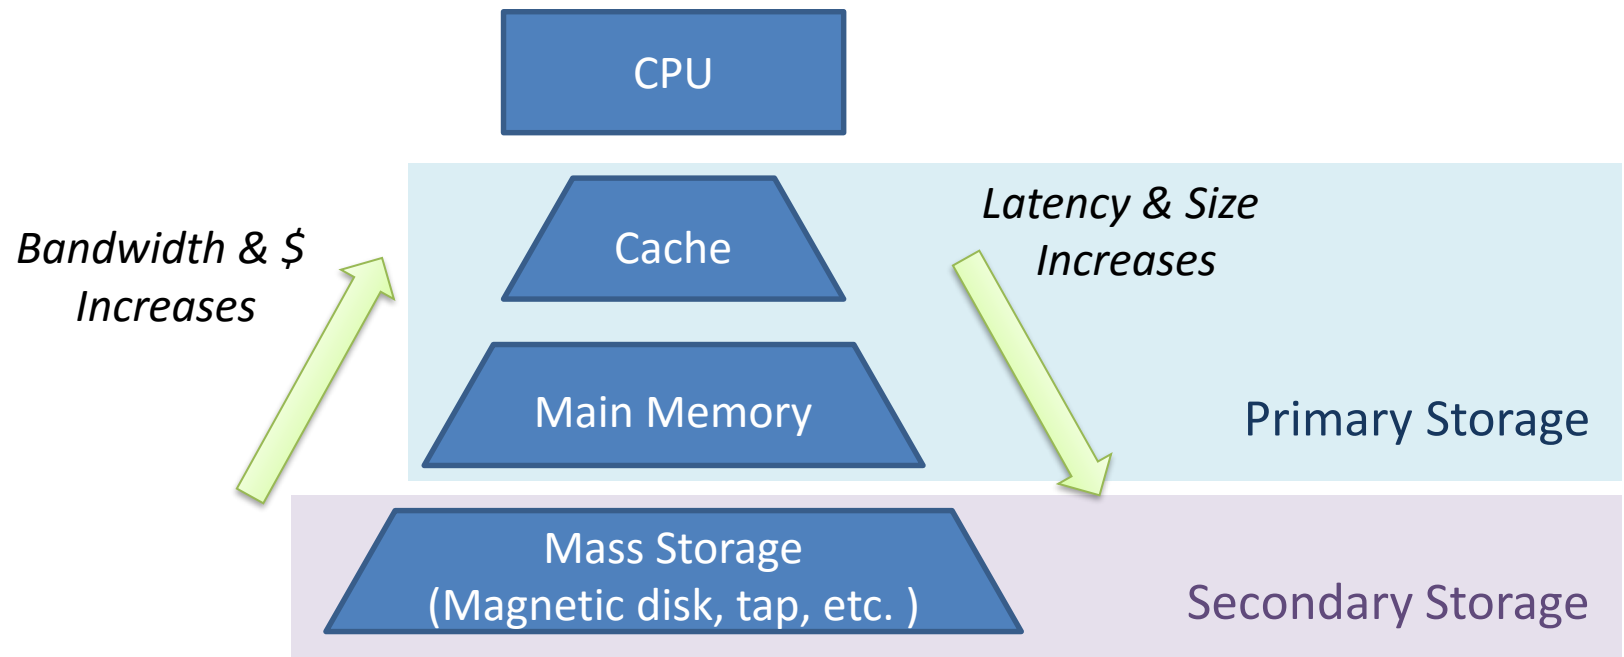 CPU
Bandwidth & $
Increases
Cache
Latency & Size
Increases
Main Memory
Primary Storage
Mass Storage
(Magnetic disk, tap, etc. )
Secondary Storage